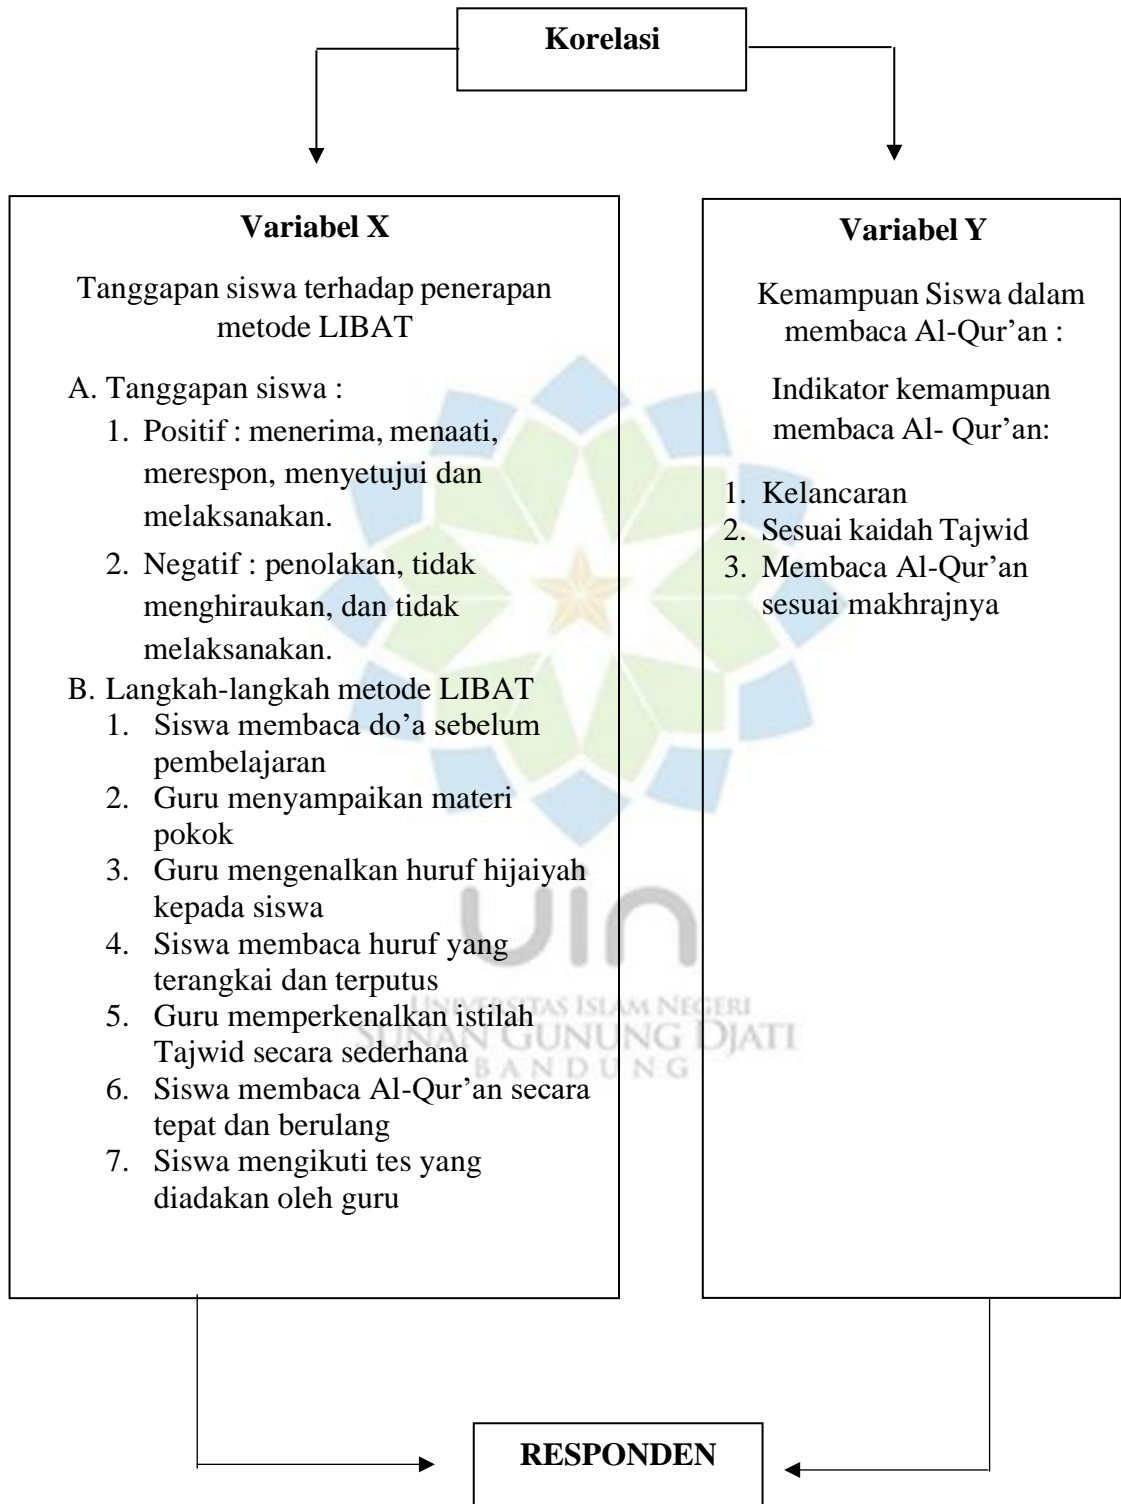 Korelasi
Variabel X
Tanggapan siswa terhadap penerapan
metode LIBAT
A. Tanggapan siswa :
1. Positif : menerima, menaati,
merespon, menyetujui dan
melaksanakan.
2. Negatif : penolakan, tidak
menghiraukan, dan tidak
melaksanakan.
B. Langkah-langkah metode LIBAT
1. Siswa membaca do’a sebelum
pembelajaran
2. Guru menyampaikan materi
pokok
3. Guru mengenalkan huruf hijaiyah
kepada siswa
4. Siswa membaca huruf yang
terangkai dan terputus
5. Guru memperkenalkan istilah
Tajwid secara sederhana
6. Siswa membaca Al-Qur’an secara
tepat dan berulang
7. Siswa mengikuti tes yang
diadakan oleh guru
Variabel Y
Kemampuan Siswa dalam
membaca Al-Qur’an :
Indikator kemampuan
membaca Al- Qur’an:
1. Kelancaran
2. Sesuai kaidah Tajwid
3. Membaca Al-Qur’an
sesuai makhrajnya
uin
UNIVERSITAS ISLAM NEGERI
SUNAN GUNUNG DJATI
BANDUNG
RESPONDEN